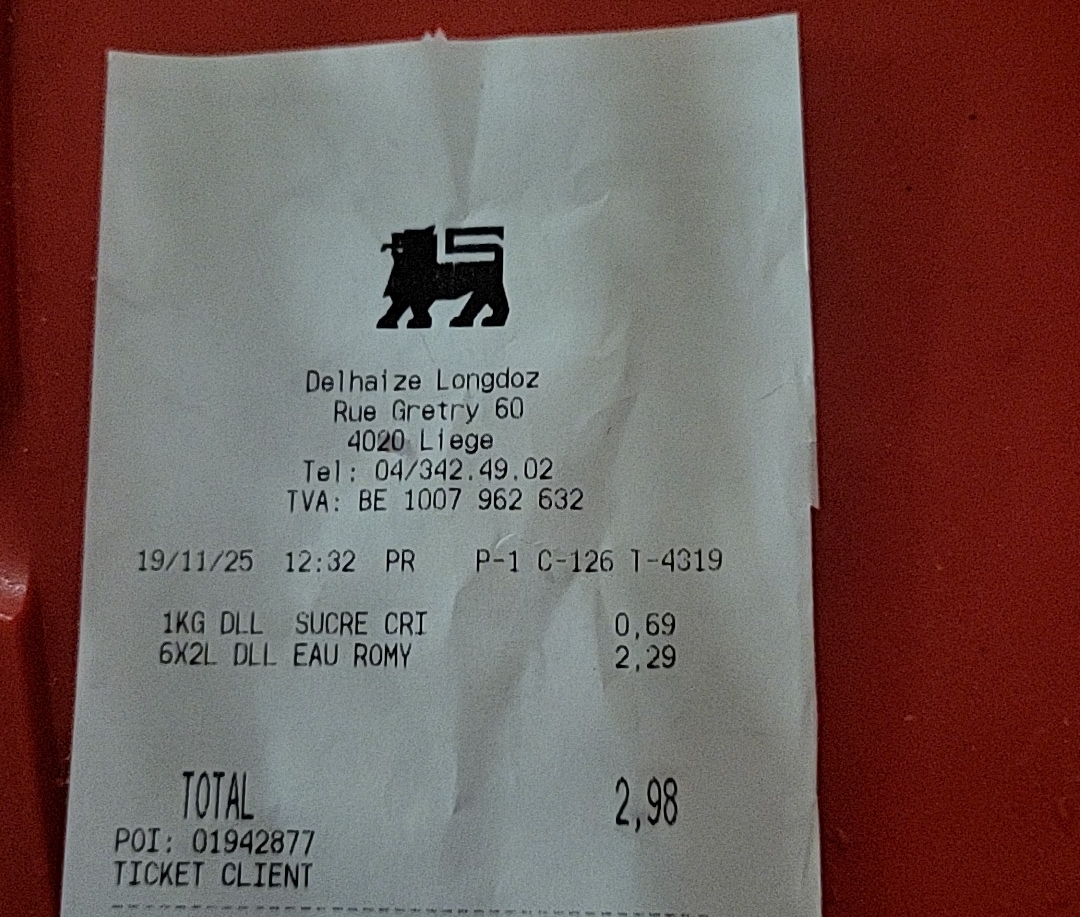 Delhaize Longdoz
Rue Gretry 60
4020 Liege
Tel: 04/342.49.02
TVA: BE 1007 962 632
19/11/25 12:32 PR P-1 C-126 T-4319
1KG DLL SUCRE CRI 0,69
6X2L DLL EAU ROMY 2,29
TOTAL 2,98
POI: 01942877
TICKET CLIENT